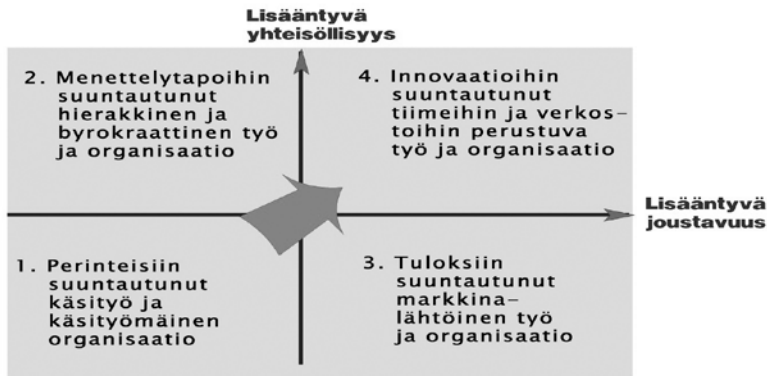 Lisääntyvä
yhteisöllisyys
2. Menettelytapoihin
suuntautunut
hierakkinen ja
byrokraattinen työ
ja organisaatio
4. Innovaatioihin
suuntautunut
tiimeihin ja verkos-
toihin perustuva
työ ja organisaatio
Lisääntyvä
joustavuus
1. Perinteisiin
suuntautunut
käsityö ja
käsityömäinen
organisaatio
3. Tuloksiin
suuntautunut
markkina-
lähtöinen työ
ja organisaatio